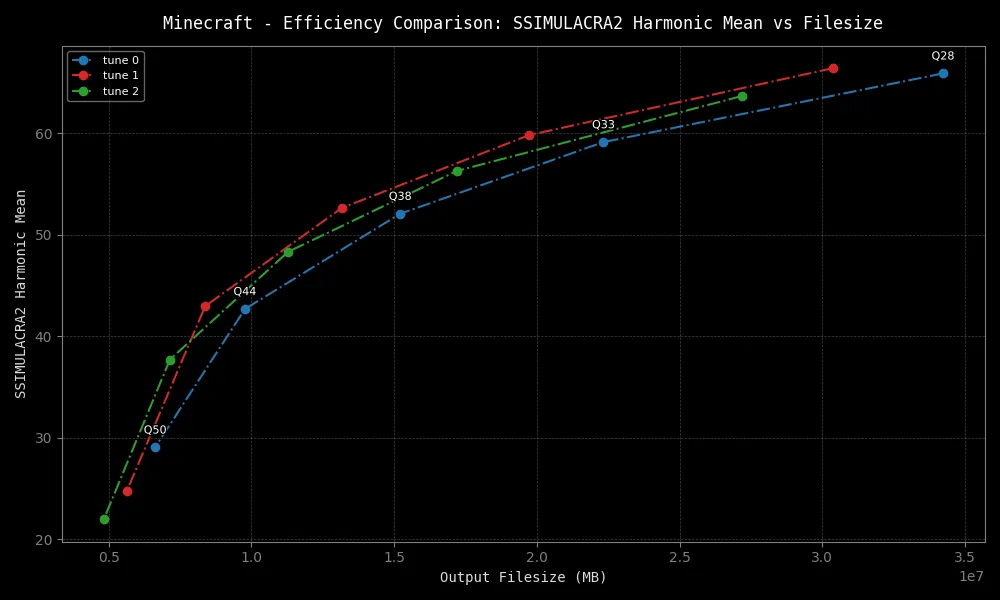 Minecraft - Efficiency Comparison: SSIMULACRA2 Harmonic Mean vs Filesize
tune 0
tune 1
tune 2
Q28
Q33
Q38
Q44
Q50
SSIMULACRA2 Harmonic Mean
60
50
40
30
20
0.5 1.0 1.5 2.0 2.5 3.0 3.5
1e7
Output Filesize (MB)